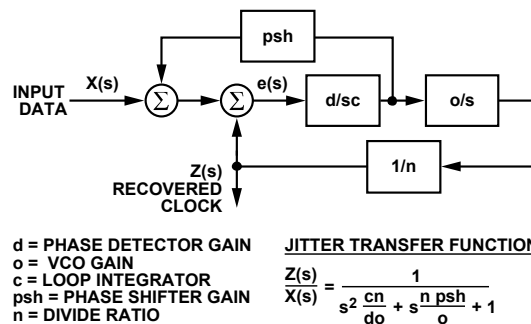 psh
INPUT
DATA
X(s)
Σ
Σ
e(s)
d/sc
o/s
1/n
Z(s)
RECOVERED
CLOCK
d = PHASE DETECTOR GAIN
o = VCO GAIN
c = LOOP INTEGRATOR
psh = PHASE SHIFTER GAIN
n = DIVIDE RATIO
JITTER TRANSFER FUNCTION
Z(s)/X(s) = 1/(s² cn/do + s n psh/o + 1)